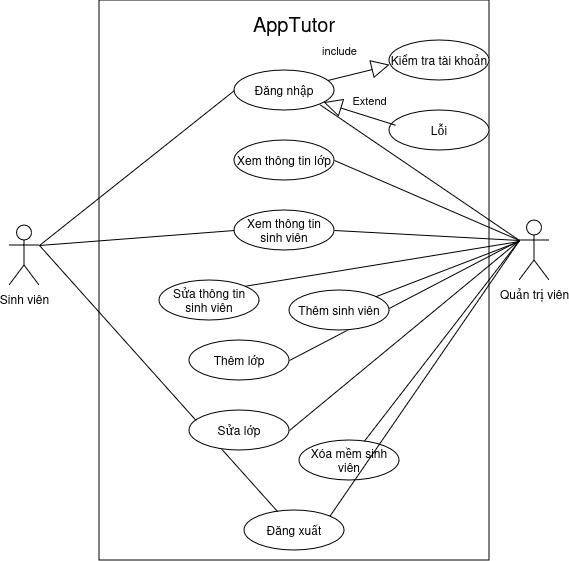 AppTutor
include
Kiểm tra tài khoản
Đăng nhập
Extend
Lỗi
Xem thông tin lớp
Xem thông tin
sinh viên
Sinh viên
Quản trị viên
Sửa thông tin
sinh viên
Thêm sinh viên
Thêm lớp
Sửa lớp
Xóa mềm sinh
viên
Đăng xuất